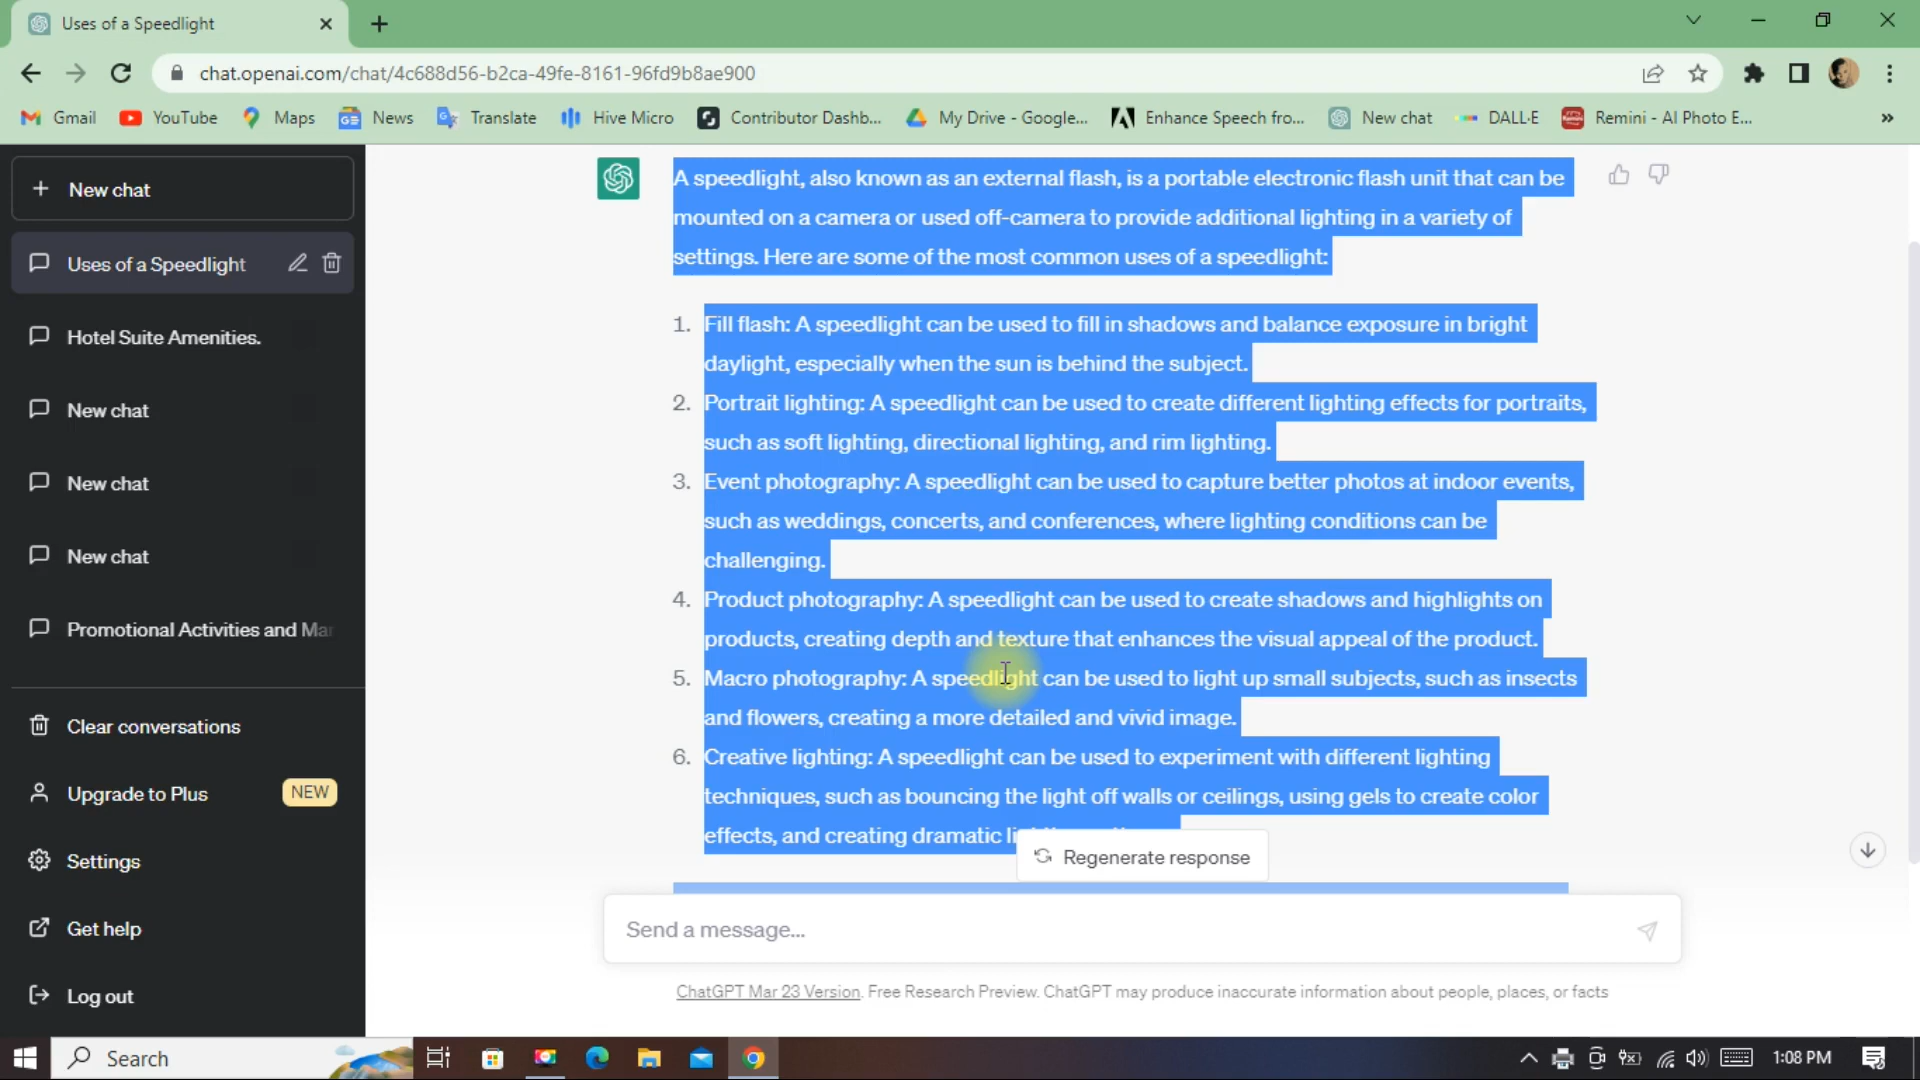 Uses of a Speedlight
chat.openai.com/chat/4c688d56-b2ca-49fe-8161-96fd9b8ae900
Gmail
YouTube
Maps
News
Translate
Hive Micro
Contributor Dashb...
My Drive - Google...
Enhance Speech fro...
New chat
DALL·E
Remini - AI Photo E...
»
+ New chat
Uses of a Speedlight
Hotel Suite Amenities.
New chat
New chat
New chat
Promotional Activities and Mar
Clear conversations
Upgrade to Plus NEW
Settings
Get help
Log out
A speedlight, also known as an external flash, is a portable electronic flash unit that can be
mounted on a camera or used off-camera to provide additional lighting in a variety of
settings. Here are some of the most common uses of a speedlight:
1. Fill flash: A speedlight can be used to fill in shadows and balance exposure in bright
daylight, especially when the sun is behind the subject.
2. Portrait lighting: A speedlight can be used to create different lighting effects for portraits,
such as soft lighting, directional lighting, and rim lighting.
3. Event photography: A speedlight can be used to capture better photos at indoor events,
such as weddings, concerts, and conferences, where lighting conditions can be
challenging.
4. Product photography: A speedlight can be used to create shadows and highlights on
products, creating depth and texture that enhances the visual appeal of the product.
5. Macro photography: A speedlight can be used to light up small subjects, such as insects
and flowers, creating a more detailed and vivid image.
6. Creative lighting: A speedlight can be used to experiment with different lighting
techniques, such as bouncing the light off walls or ceilings, using gels to create color
effects, and creating dramatic
Regenerate response
Send a message...
ChatGPT Mar 23 Version. Free Research Preview. ChatGPT may produce inaccurate information about people, places, or facts
Search
1:08 PM